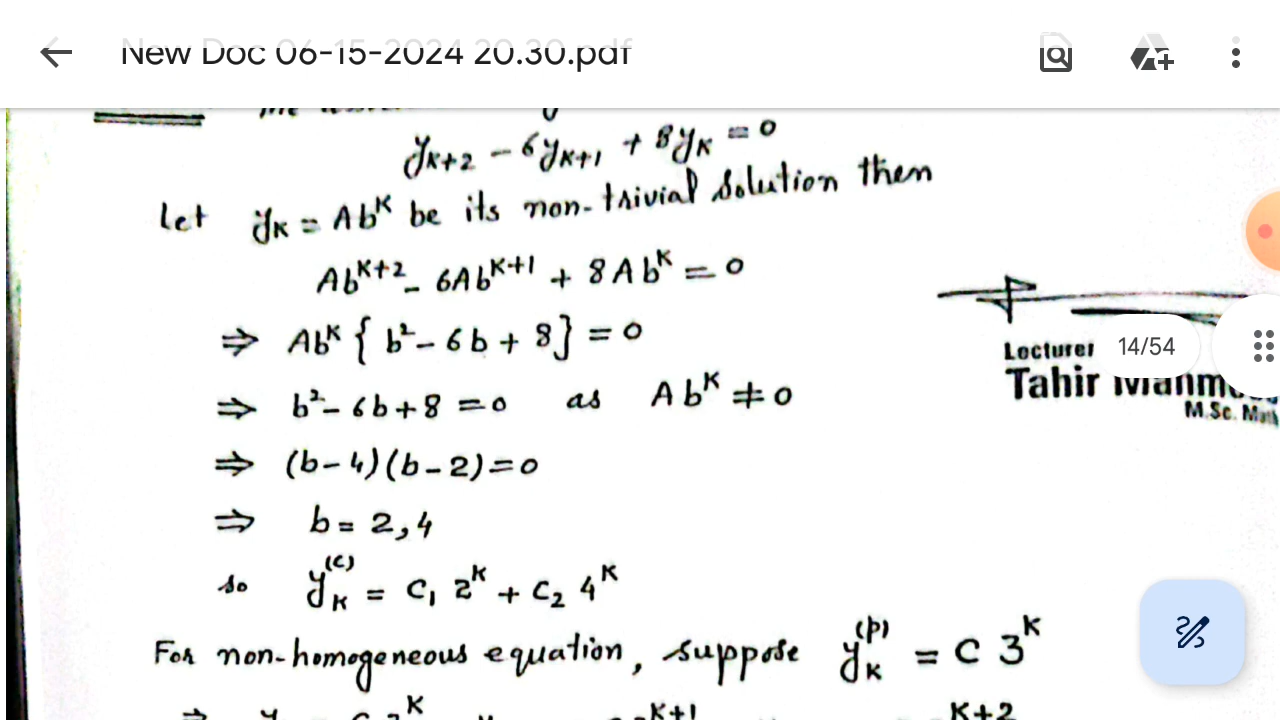 New Doc 06-15-2024 20.30.pdf
y_{K+2} - 6y_{K+1} + 8y_K = 0
Let y_K = Ab^K be its non-trivial solution then
Ab^{K+2} - 6Ab^{K+1} + 8Ab^K = 0
⇒ Ab^K { b² - 6b + 8} = 0
⇒ b² - 6b + 8 = 0 as Ab^K ≠ 0
⇒ (b-4)(b-2)=0
⇒ b = 2,4
so y_K^{(c)} = C₁ 2^K + C₂ 4^K
For non-homogeneous equation, suppose y_K^{(p)} = C 3^K
Lecturer
Tahir
M.Sc.
14/54